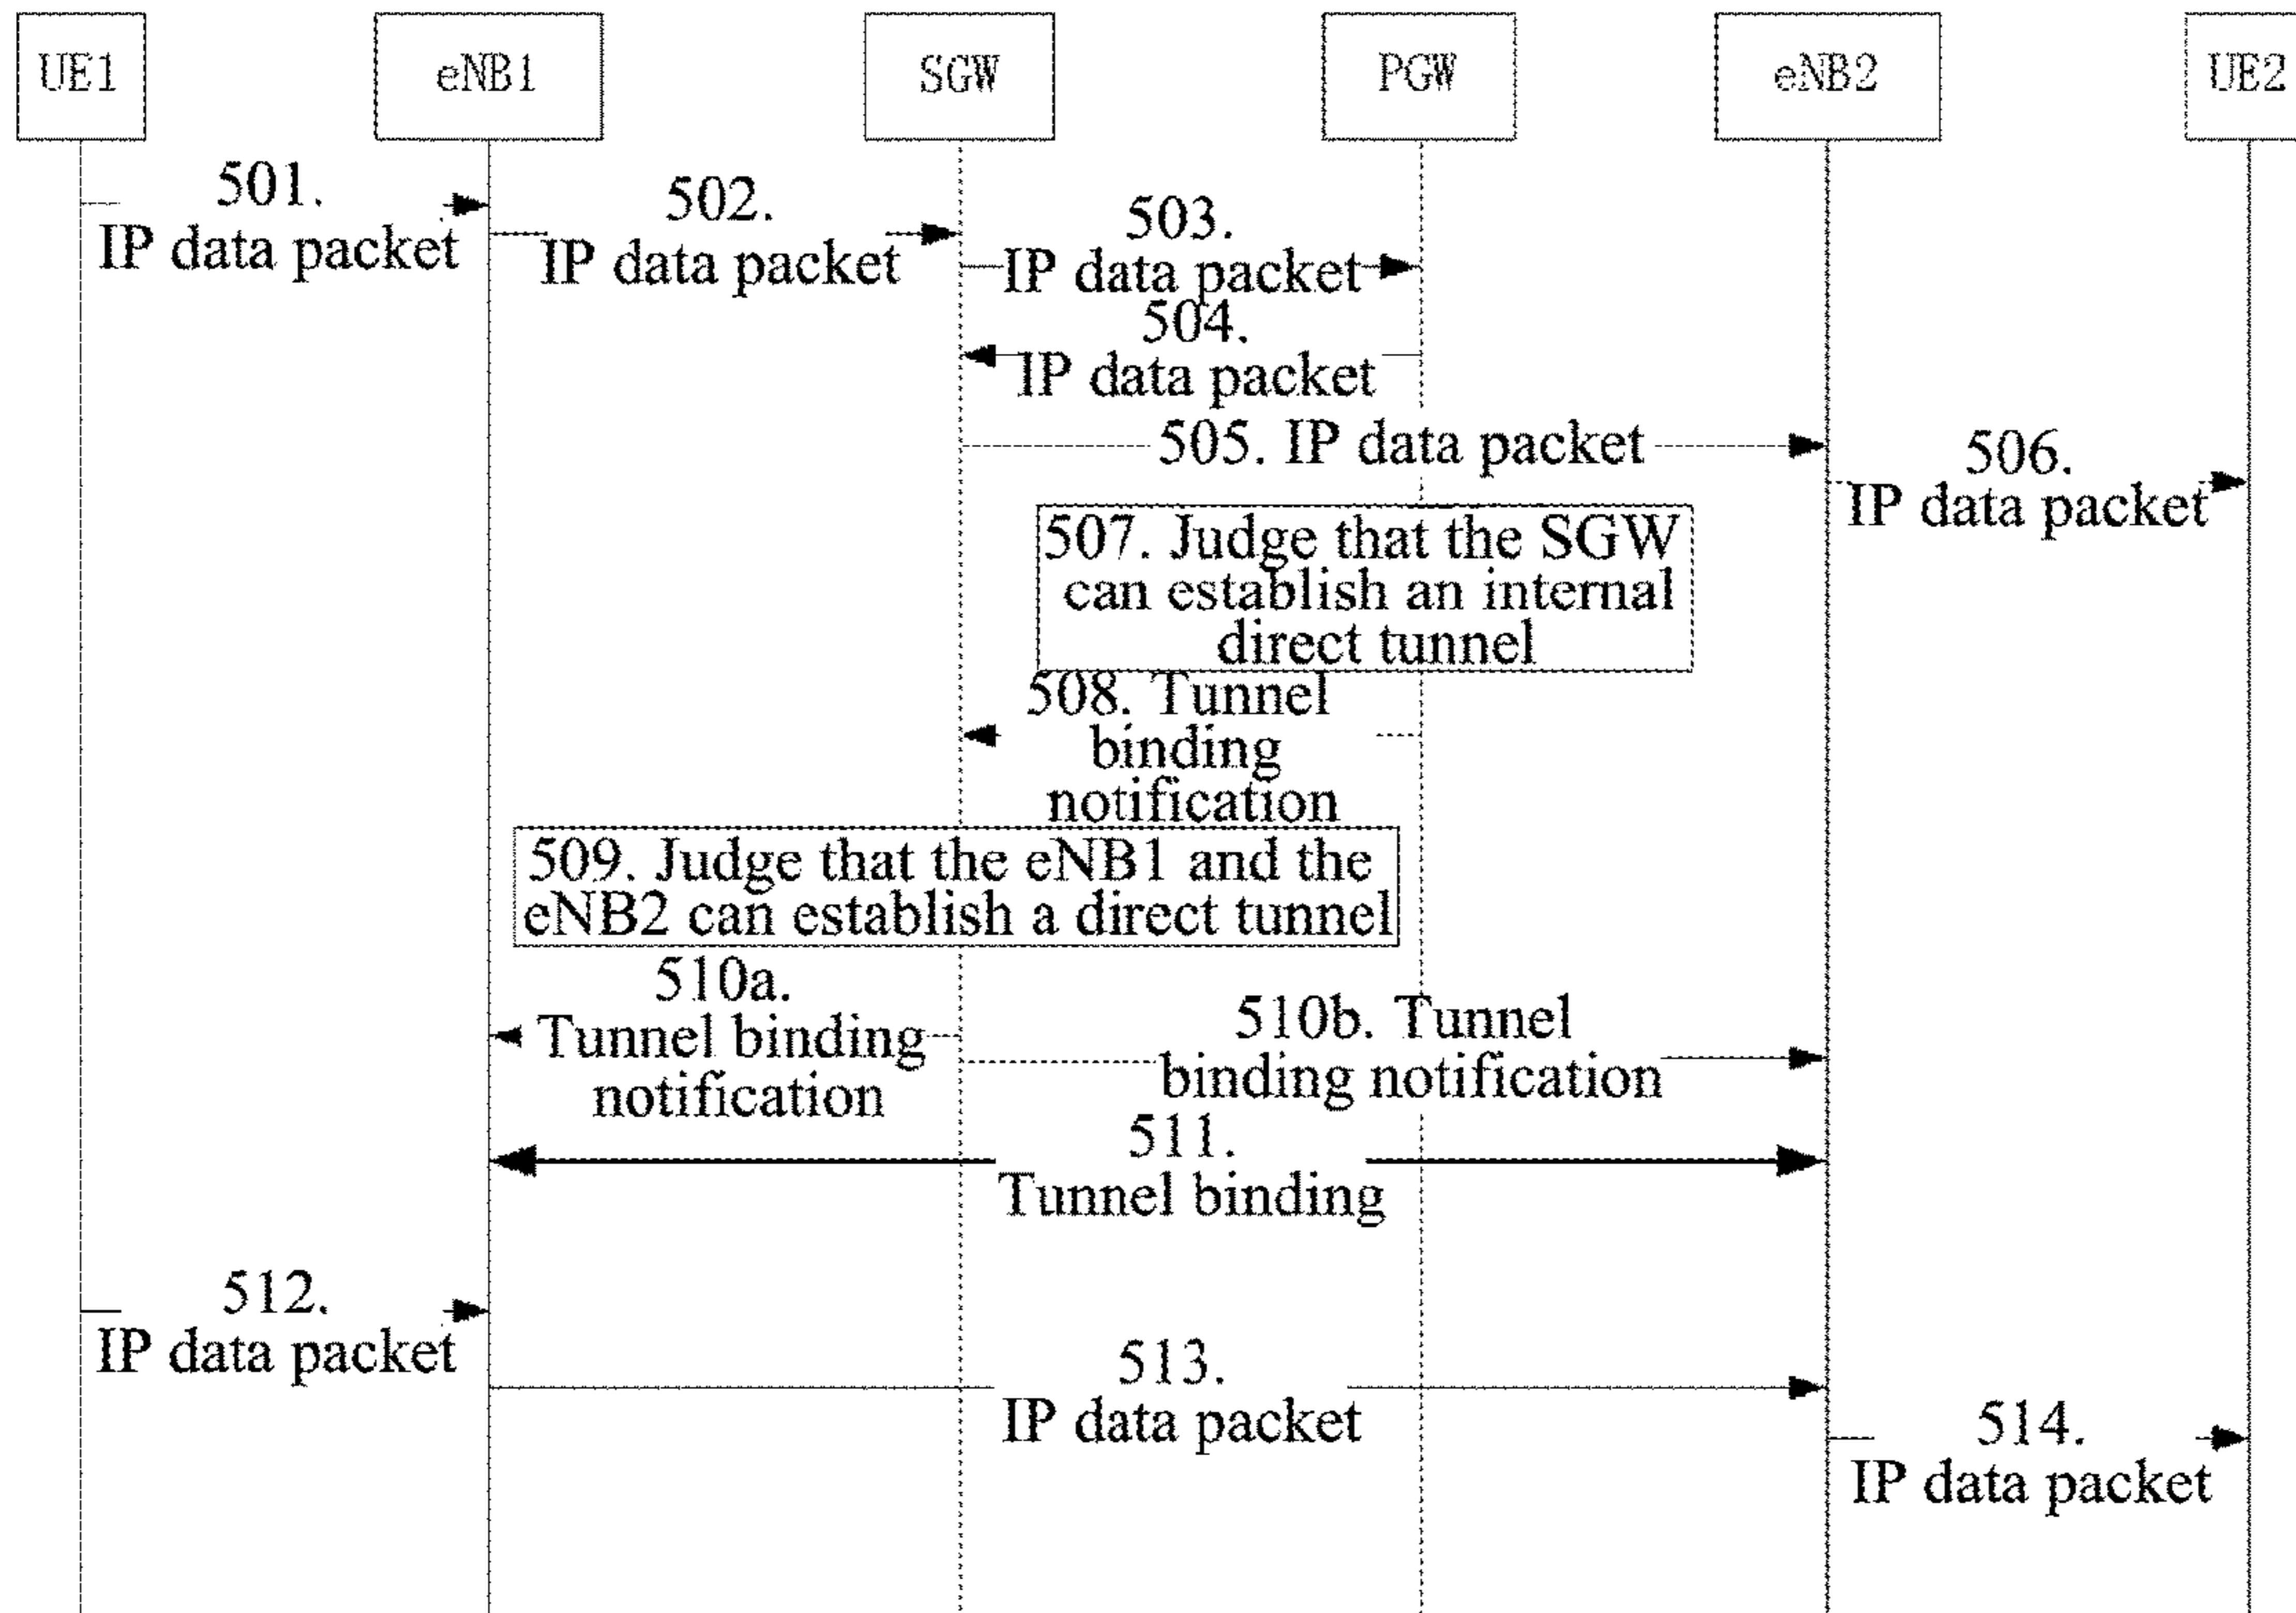 UE1
eNB1
SGW
PGW
eNB2
UE2
501.
IP data packet
502.
IP data packet
503.
IP data packet
504.
IP data packet
505. IP data packet
506.
IP data packet
507. Judge that the SGW
can establish an internal
direct tunnel
508. Tunnel
binding
notification
509. Judge that the eNB1 and the
eNB2 can establish a direct tunnel
510a.
Tunnel binding
notification
510b. Tunnel
binding notification
511.
Tunnel binding
512.
IP data packet
513.
IP data packet
514.
IP data packet